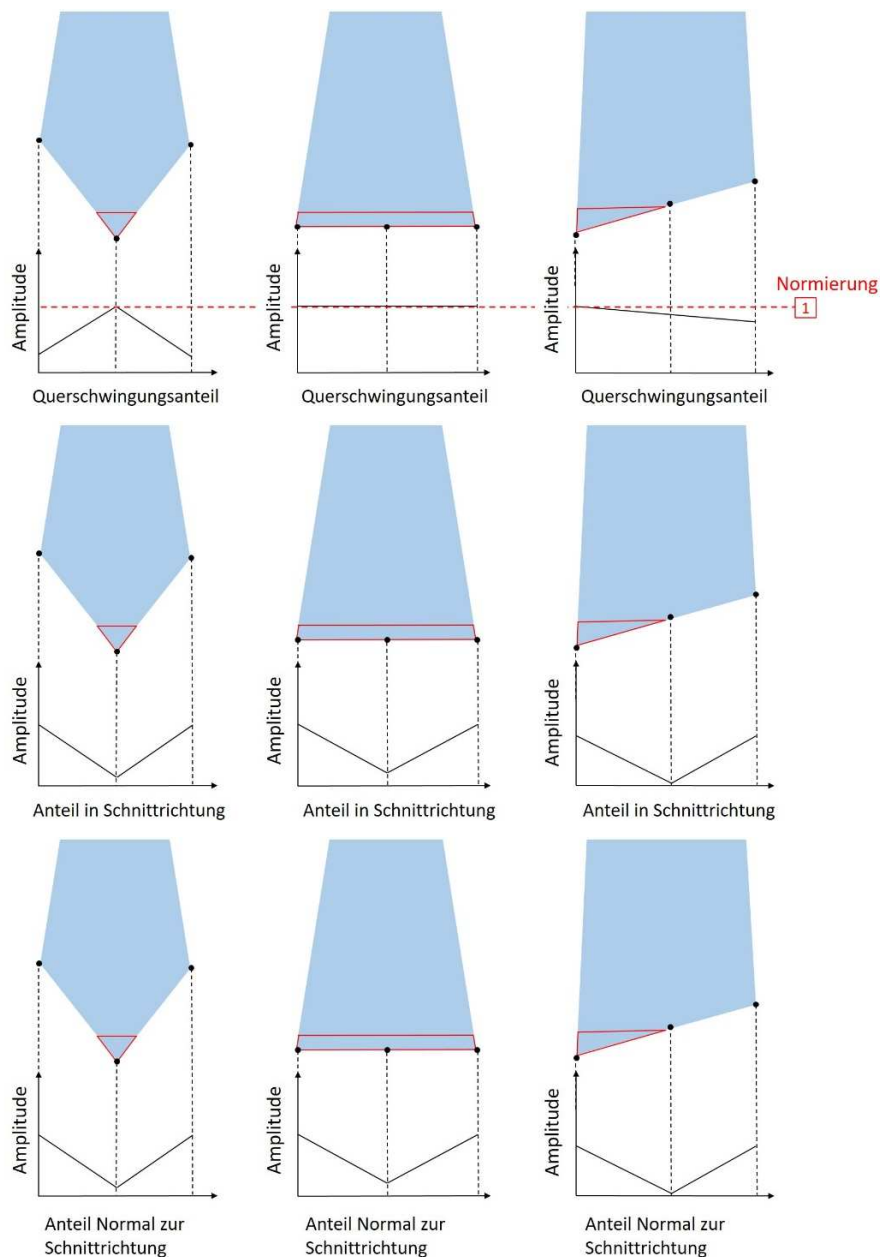 Amplitude
Amplitude
Amplitude
Normierung
1
Querschwingungsanteil
Querschwingungsanteil
Querschwingungsanteil
Amplitude
Amplitude
Amplitude
Anteil in Schnittrichtung
Anteil in Schnittrichtung
Anteil in Schnittrichtung
Amplitude
Amplitude
Amplitude
Anteil Normal zur
Schnittrichtung
Anteil Normal zur
Schnittrichtung
Anteil Normal zur
Schnittrichtung